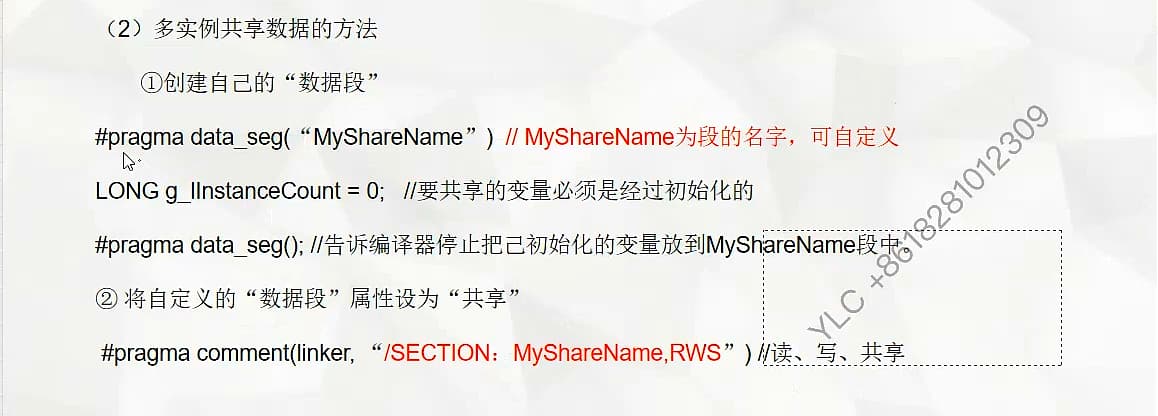 （2）多实例共享数据的方法
①创建自己的“数据段”
#pragma data_seg(“MyShareName”) // MyShareName为段的名字，可自定义
LONG g_lInstanceCount = 0; //要共享的变量必须是经过初始化的
#pragma data_seg(); //告诉编译器停止把己初始化的变量放到MyShareName段中。
② 将自定义的“数据段”属性设为“共享”
#pragma comment(linker, “/SECTION：MyShareName,RWS”) //读、写、共享
YLC +8618281012309